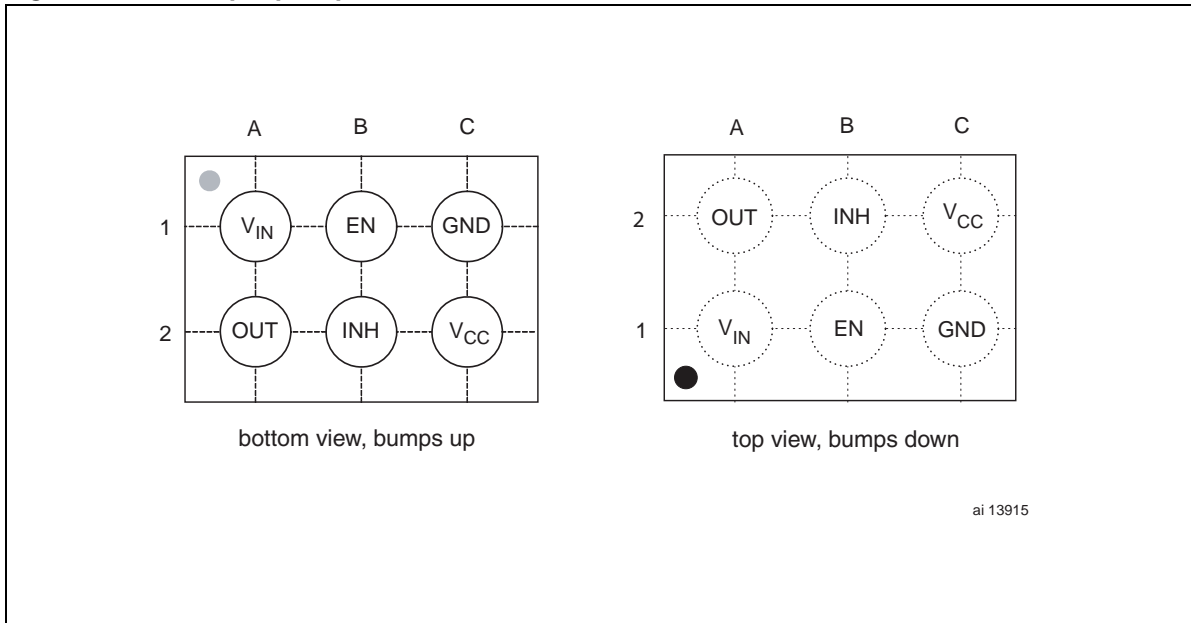 A B C
1 V_IN EN GND
2 OUT INH V_CC
bottom view, bumps up
A B C
2 OUT INH V_CC
1 V_IN EN GND
top view, bumps down
ai 13915